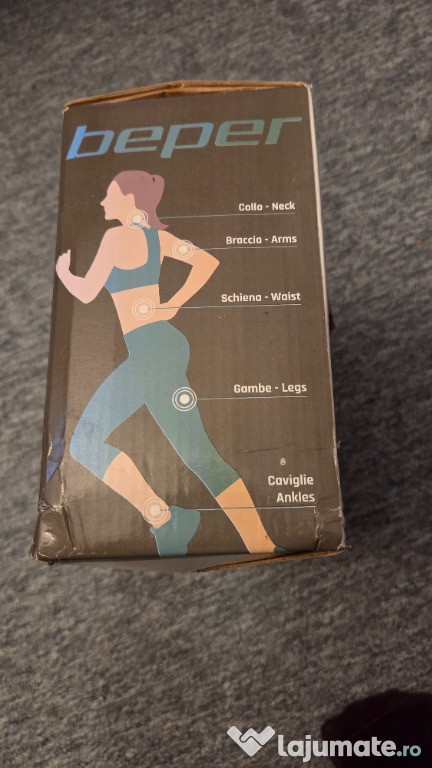 beper
Collo - Neck
Braccia - Arms
Schiena - Waist
Gambe - Legs
Caviglie
Ankles
lajumate.ro